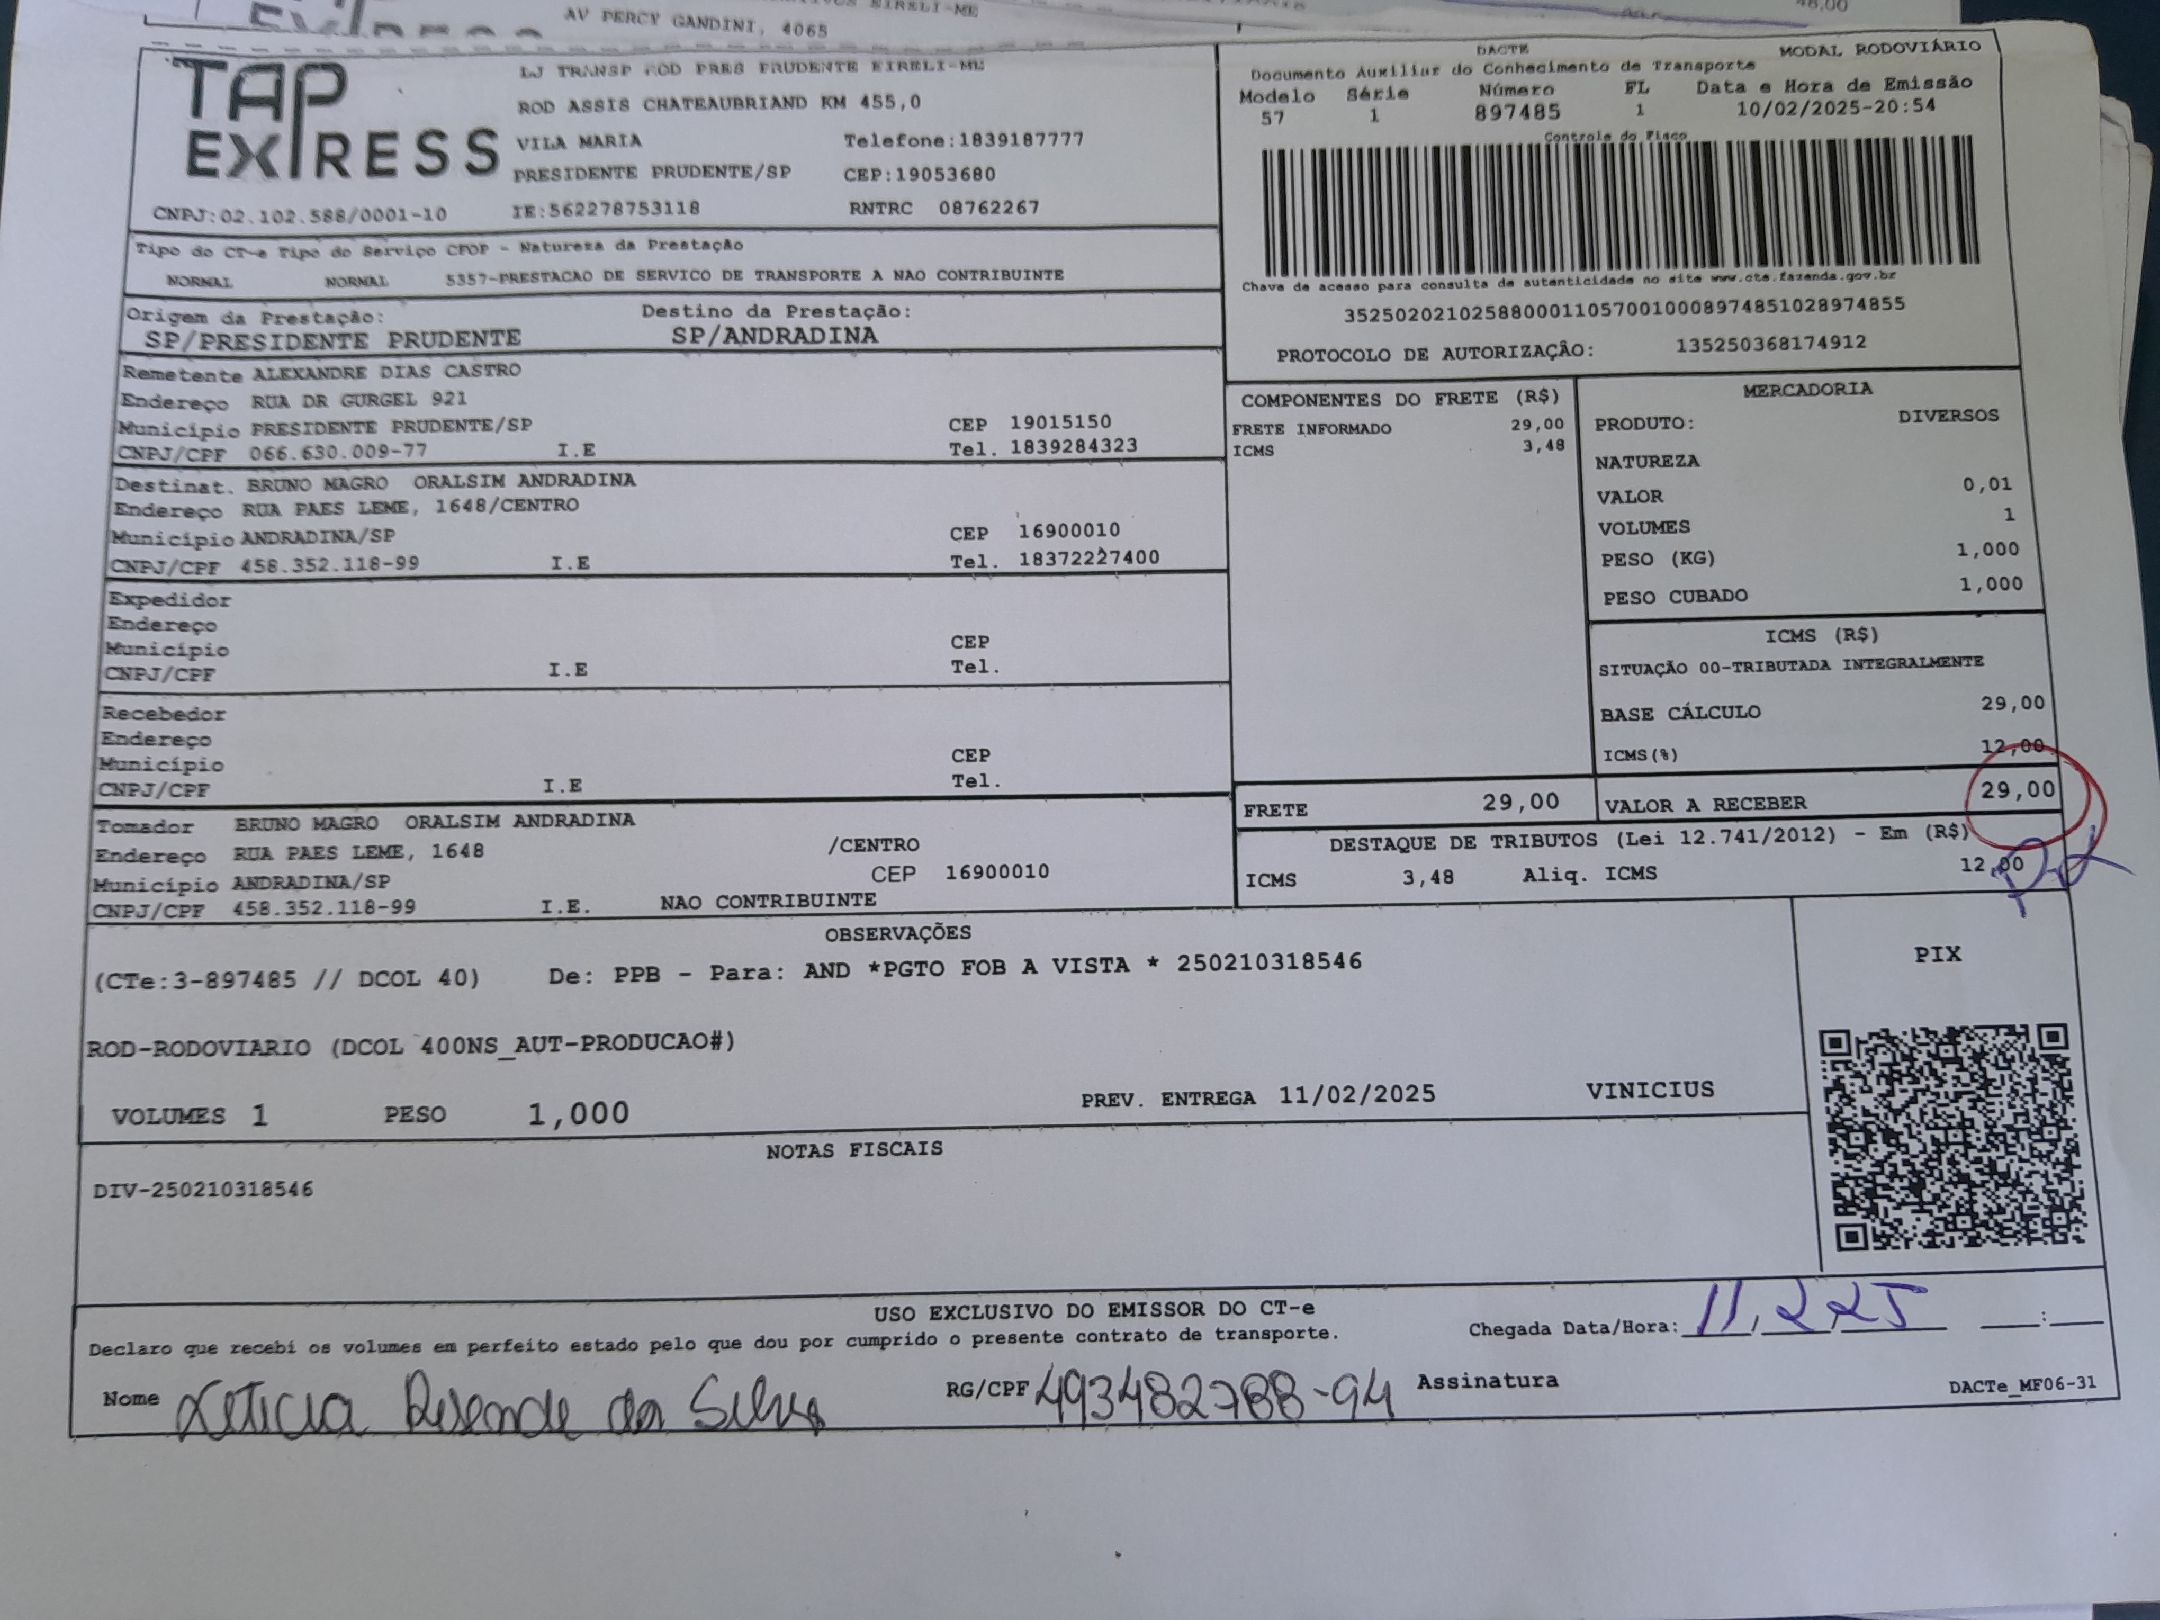 AV PERCY GANDINI, 4065
48,00
TAP EXPRESS
LJ TRANSP ROD PRES PRUDENTE EIRELI-ME
ROD ASSIS CHATEAUBRIAND KM 455,0
VILA MARIA Telefone:1839187777
PRESIDENTE PRUDENTE/SP CEP:19053680
CNPJ:02.102.588/0001-10 IE:562278753118 RNTRC 08762267
DACTE MODAL RODOVIÁRIO
Documento Auxiliar do Conhecimento de Transporte
Modelo Série Número FL Data e Hora de Emissão
57 1 897485 1 10/02/2025-20:54
Controle do Fisco
Chave de acesso para consulta de autenticidade no site www.cte.fazenda.gov.br
35250202102588000110570010008974851028974855
PROTOCOLO DE AUTORIZAÇÃO: 135250368174912
Tipo do CT-e Tipo do Serviço CFOP - Natureza da Prestação
NORMAL NORMAL 5357-PRESTACAO DE SERVICO DE TRANSPORTE A NAO CONTRIBUINTE
Origem da Prestação: Destino da Prestação:
SP/PRESIDENTE PRUDENTE SP/ANDRADINA
Remetente ALEXANDRE DIAS CASTRO
Endereço RUA DR GURGEL 921
Município PRESIDENTE PRUDENTE/SP CEP 19015150
CNPJ/CPF 066.630.009-77 I.E Tel. 1839284323
Destinat. BRUNO MAGRO ORALSIM ANDRADINA
Endereço RUA PAES LEME, 1648/CENTRO
Município ANDRADINA/SP CEP 16900010
CNPJ/CPF 458.352.118-99 I.E Tel. 18372227400
Expedidor
Endereço
Município CEP
CNPJ/CPF I.E Tel.
Recebedor
Endereço
Município CEP
CNPJ/CPF I.E Tel.
Tomador BRUNO MAGRO ORALSIM ANDRADINA
Endereço RUA PAES LEME, 1648 /CENTRO
Município ANDRADINA/SP CEP 16900010
CNPJ/CPF 458.352.118-99 I.E. NAO CONTRIBUINTE
COMPONENTES DO FRETE (R$)
FRETE INFORMADO 29,00
ICMS 3,48
MERCADORIA
PRODUTO: DIVERSOS
NATUREZA
VALOR 0,01
VOLUMES 1
PESO (KG) 1,000
PESO CUBADO 1,000
ICMS (R$)
SITUAÇÃO 00-TRIBUTADA INTEGRALMENTE
BASE CÁLCULO 29,00
ICMS(%) 12,00
FRETE 29,00 VALOR A RECEBER 29,00
DESTAQUE DE TRIBUTOS (Lei 12.741/2012) - Em (R$)
ICMS 3,48 Aliq. ICMS 12,00
OBSERVAÇÕES
(CTe:3-897485 // DCOL 40) De: PPB - Para: AND *PGTO FOB A VISTA * 250210318546
ROD-RODOVIARIO (DCOL 400NS_AUT-PRODUCAO#)
VOLUMES 1 PESO 1,000 PREV. ENTREGA 11/02/2025 VINICIUS
PIX
NOTAS FISCAIS
DIV-250210318546
USO EXCLUSIVO DO EMISSOR DO CT-e
Declaro que recebi os volumes em perfeito estado pelo que dou por cumprido o presente contrato de transporte. Chegada Data/Hora: 11, 2 25 :
Nome Leticia Resende da Silva RG/CPF 493482788-94 Assinatura DACTe_MF06-31